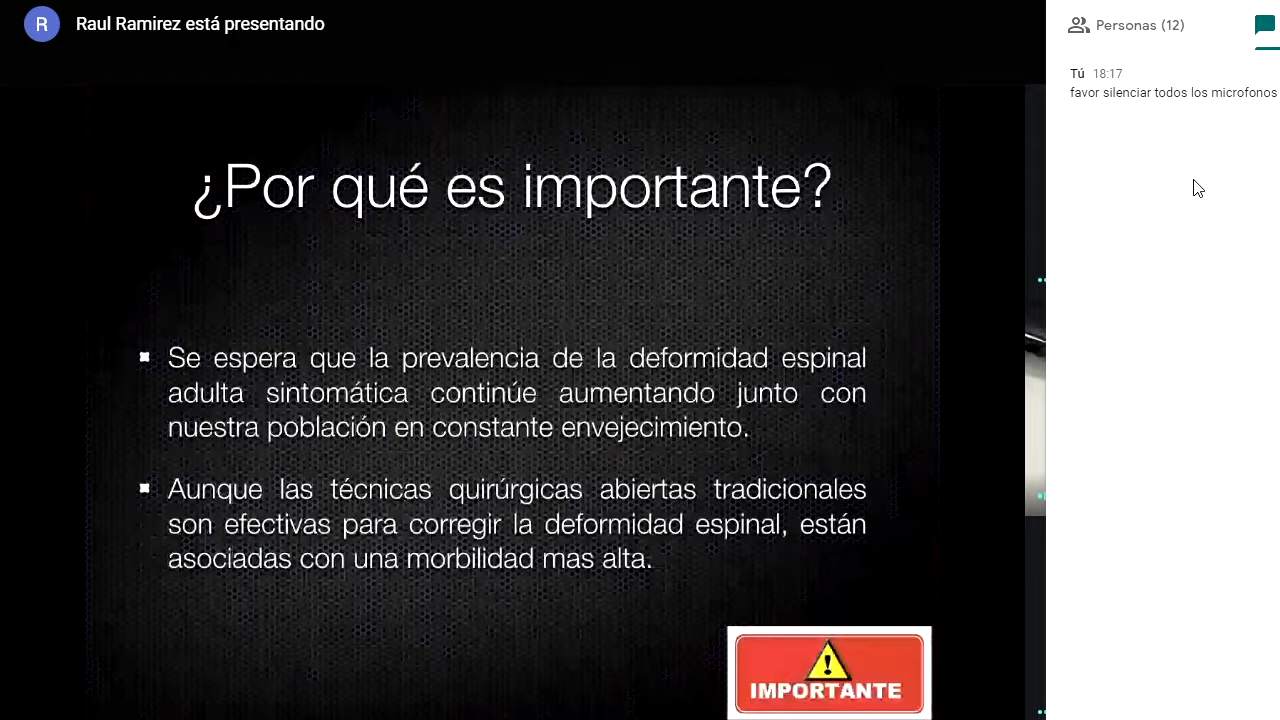 R
Raul Ramirez está presentando
Personas (12)
Tú 18:17
favor silenciar todos los microfonos
¿Por qué es importante?
Se espera que la prevalencia de la deformidad espinal
adulta sintomática continúe aumentando junto con
nuestra población en constante envejecimiento.
Aunque las técnicas quirúrgicas abiertas tradicionales
son efectivas para corregir la deformidad espinal, están
asociadas con una morbilidad mas alta.
!
IMPORTANTE